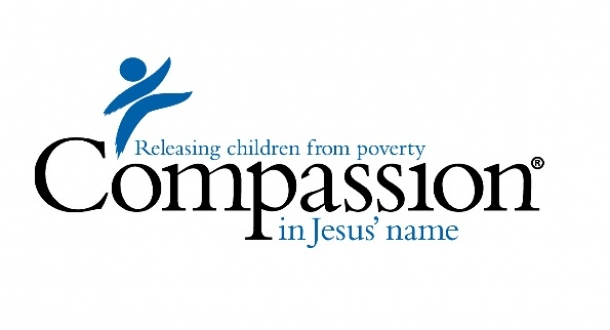 Releasing children from poverty
Compassion®
in Jesus’ name